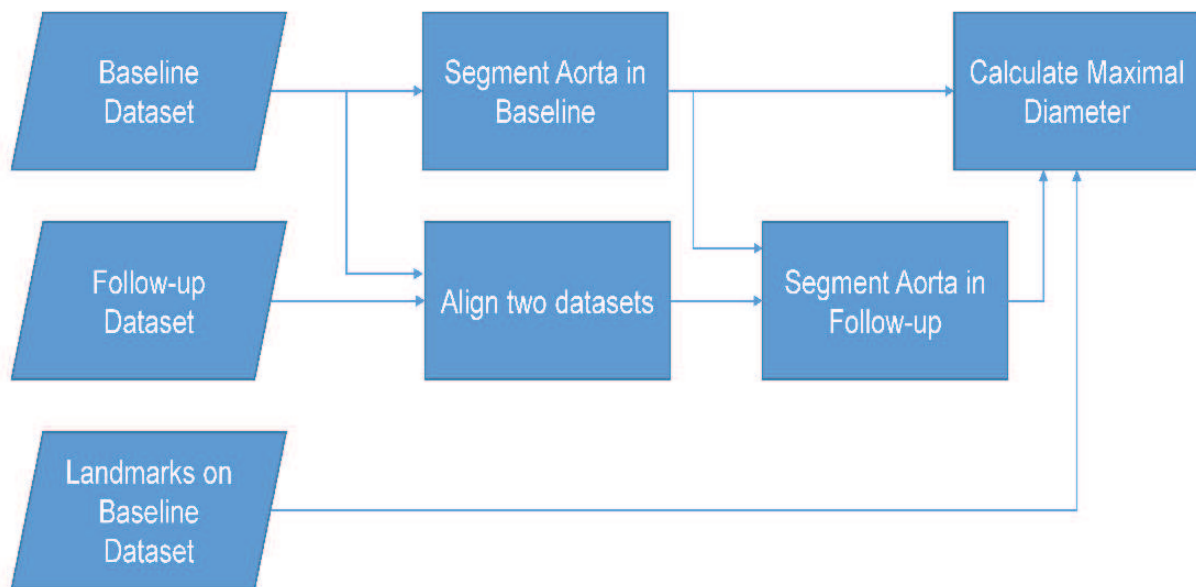 Baseline
Dataset
Segment Aorta in
Baseline
Calculate Maximal
Diameter
Follow-up
Dataset
Align two datasets
Segment Aorta in
Follow-up
Landmarks on
Baseline
Dataset